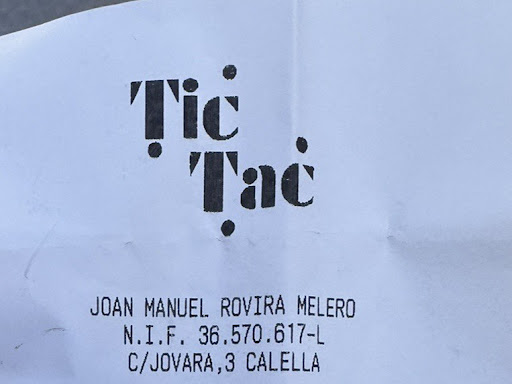 Tic
Tac
JOAN MANUEL ROVIRA MELERO
N.I.F. 36.570.617-L
C/JOVARA,3 CALELLA